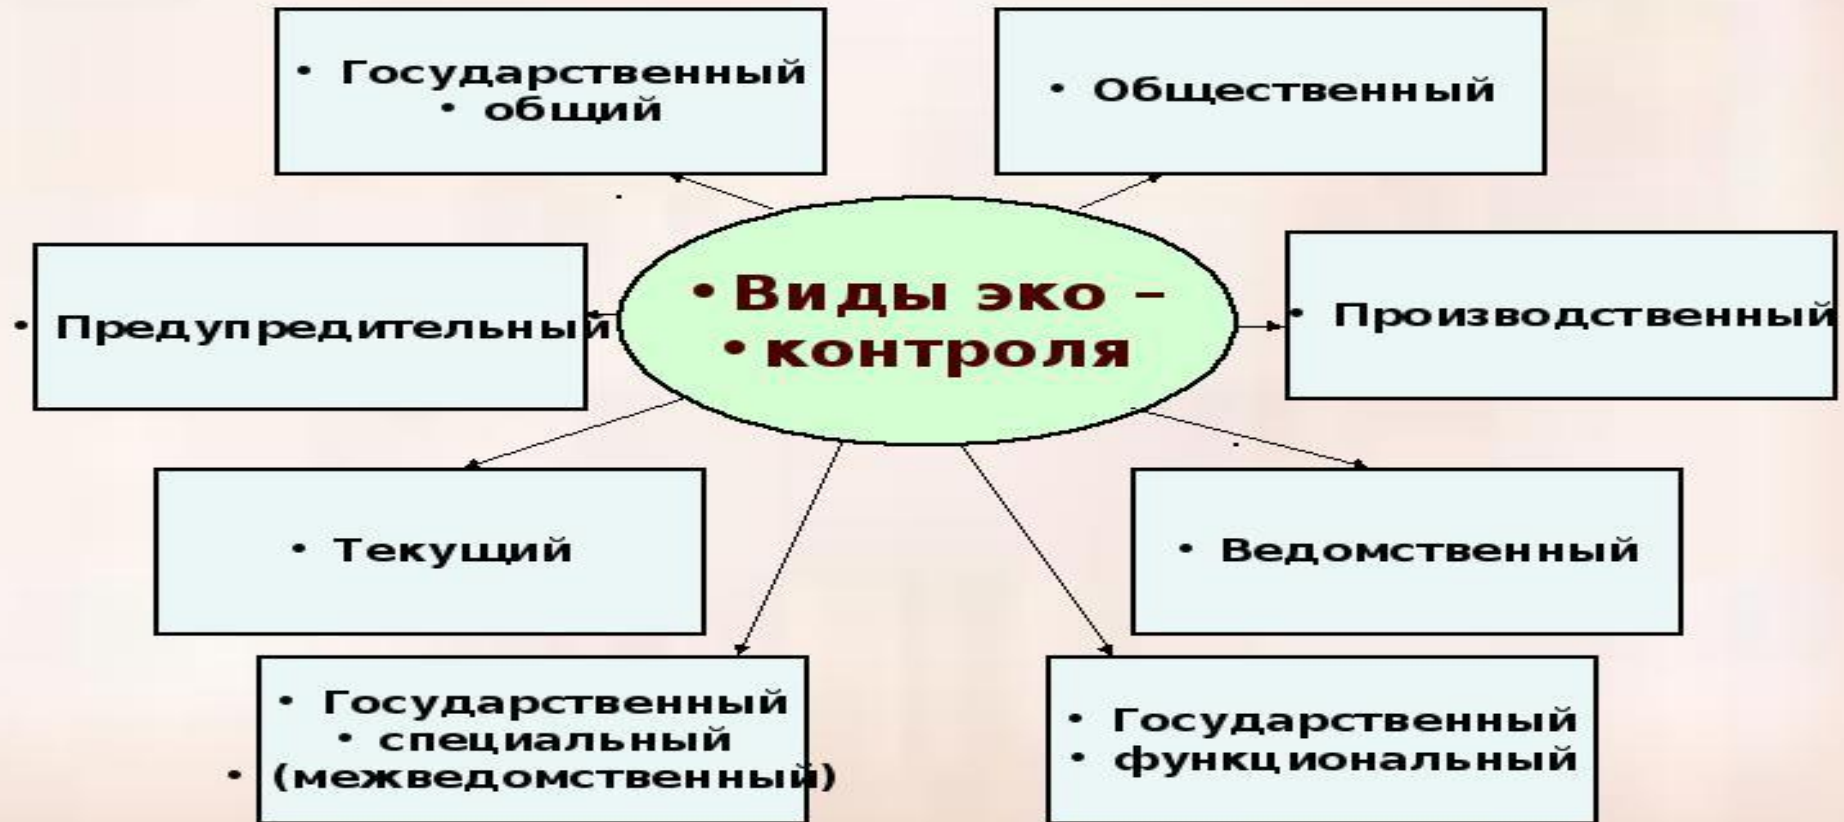 • Государственный
• общий
• Общественный
• Предупредительный
• Виды эко –
• контроля
• Производственный
• Текущий
• Ведомственный
• Государственный
• специальный
• (межведомственный)
• Государственный
• функциональный